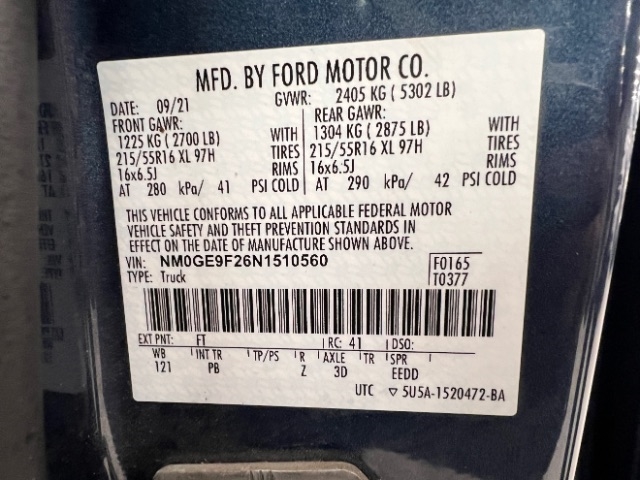 MFD. BY FORD MOTOR CO.
DATE: 09/21 GVWR: 2405 KG ( 5302 LB)
FRONT GAWR: REAR GAWR:
1225 KG ( 2700 LB) WITH 1304 KG ( 2875 LB) WITH
215/55R16 XL 97H TIRES 215/55R16 XL 97H TIRES
16x6.5J RIMS 16x6.5J RIMS
AT 280 kPa/ 41 PSI COLD AT 290 kPa/ 42 PSI COLD
THIS VEHICLE CONFORMS TO ALL APPLICABLE FEDERAL MOTOR
VEHICLE SAFETY AND THEFT PREVENTION STANDARDS IN
EFFECT ON THE DATE OF MANUFACTURE SHOWN ABOVE.
VIN: NM0GE9F26N1510560 F0165
TYPE: Truck T0377
EXT PNT: FT RC: 41 DSO:
WB INT TR TP/PS R AXLE TR SPR
121 PB Z 3D EEDD
UTC ▽ 5U5A-1520472-BA